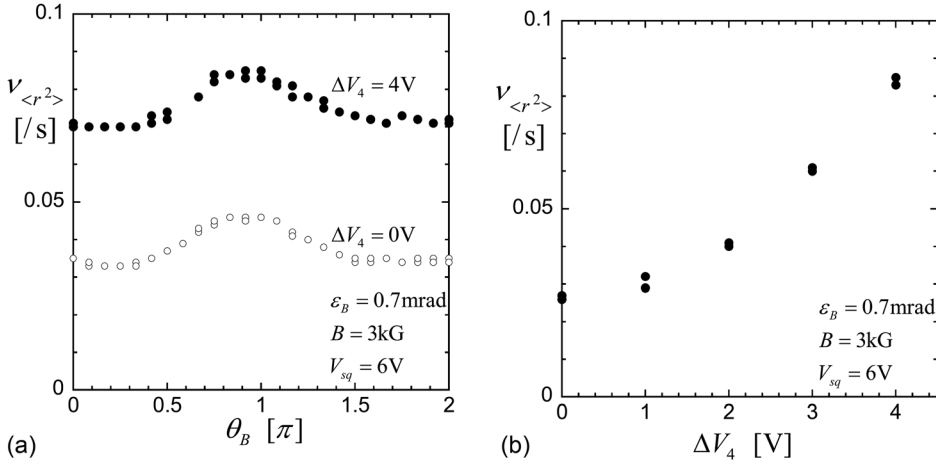 0.1
ν<r²>
[/s]
ΔV₄ = 4V
0.05
ΔV₄ = 0V
ε_B = 0.7mrad
B = 3kG
V_sq = 6V
0
0 0.5 1 1.5 2
(a) θ_B [π]
0.1
ν<r²>
[/s]
0.05
ε_B = 0.7mrad
B = 3kG
V_sq = 6V
0
0 1 2 3 4
(b) ΔV₄ [V]